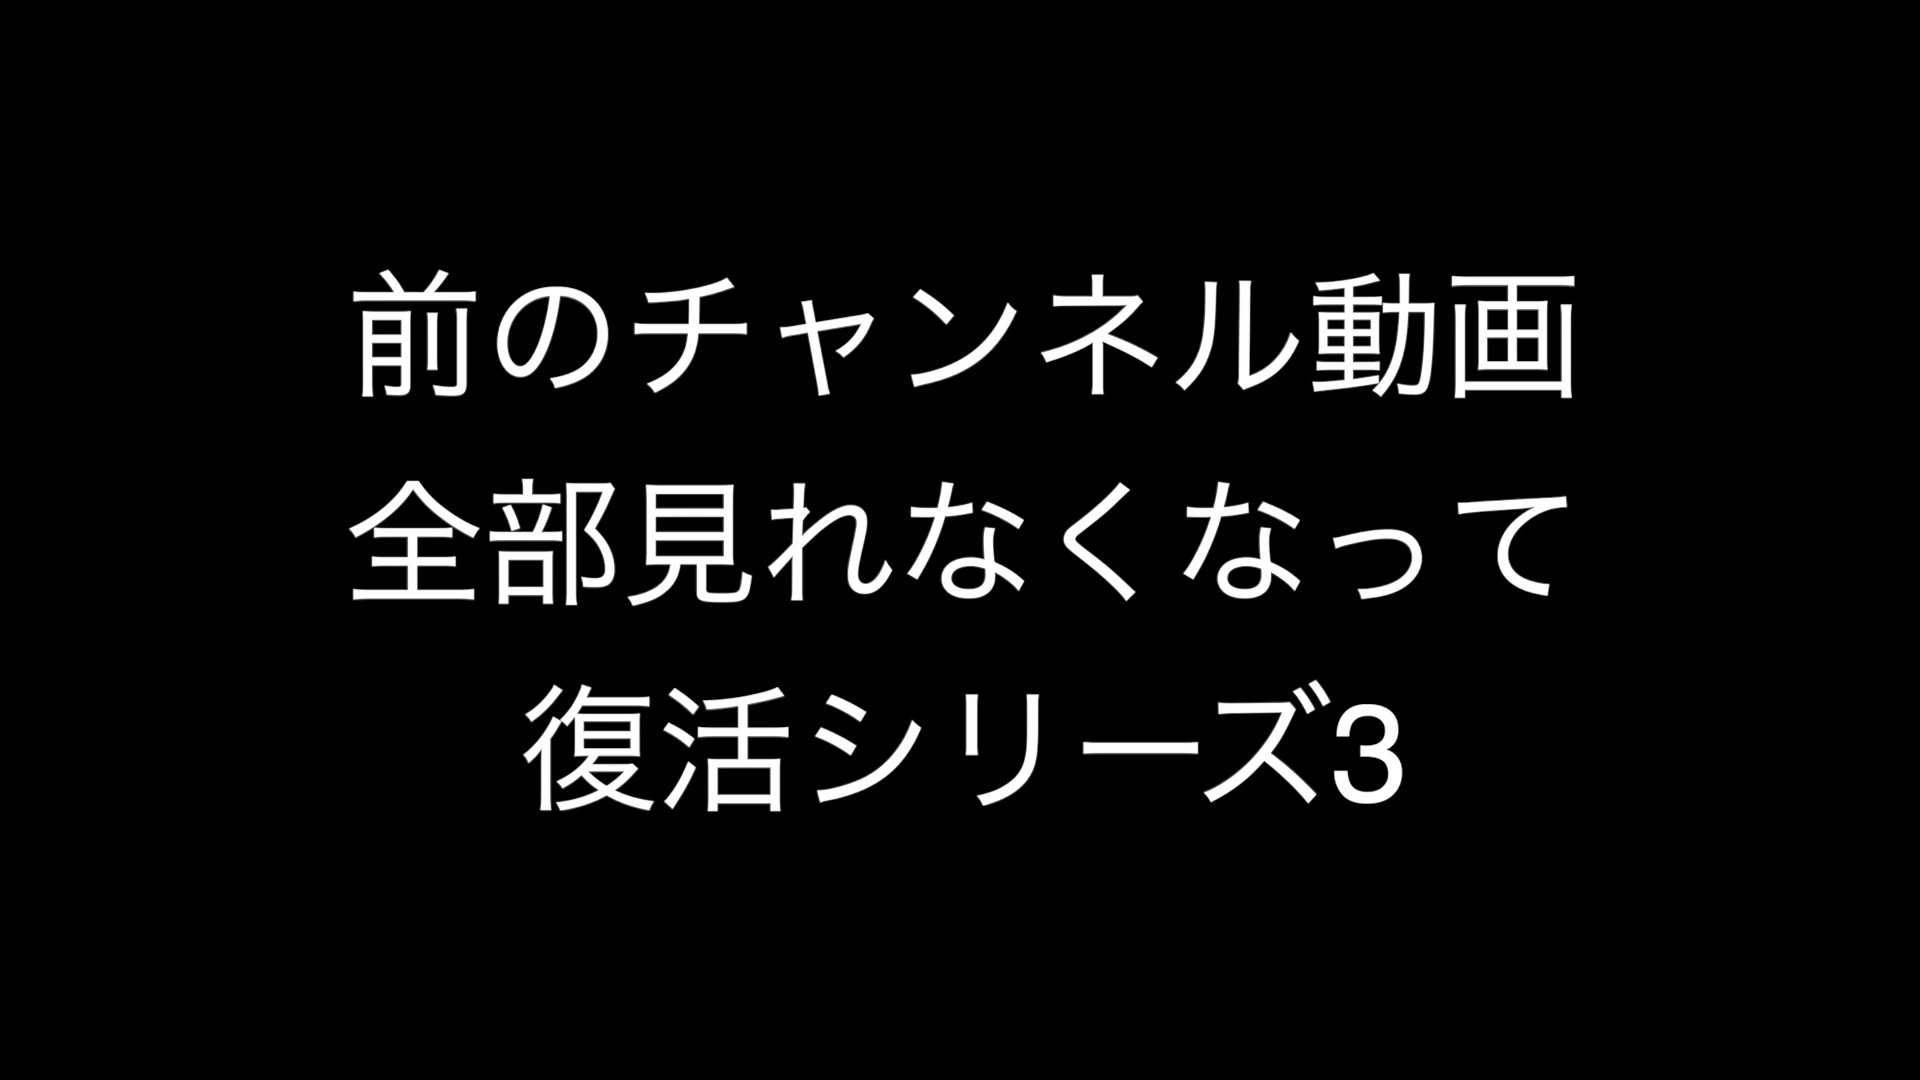 前のチャンネル動画
全部見れなくなって
復活シリーズ3